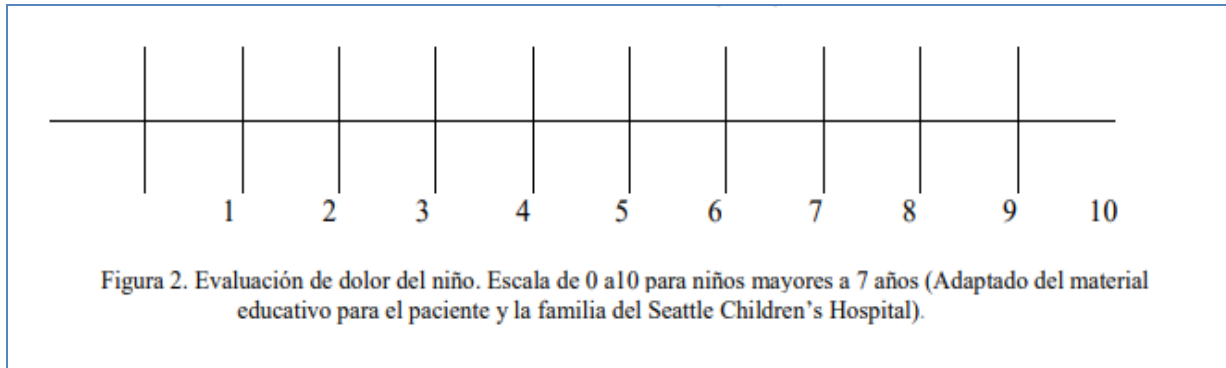 1 2 3 4 5 6 7 8 9 10
Figura 2. Evaluación de dolor del niño. Escala de 0 a10 para niños mayores a 7 años (Adaptado del material
educativo para el paciente y la familia del Seattle Children’s Hospital).